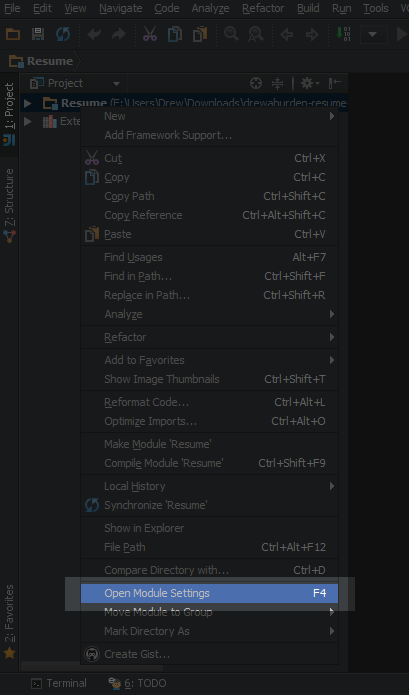 File Edit View Navigate Code Analyze Refactor Build Run Tools
Resume
Project
Resume (E:\Users\Drew\Downloads\drewaburden-resume
Exte
New
Add Framework Support...
Cut Ctrl+X
Copy Ctrl+C
Copy Path Ctrl+Shift+C
Copy Reference Ctrl+Alt+Shift+C
Paste Ctrl+V
Find Usages Alt+F7
Find in Path... Ctrl+Shift+F
Replace in Path... Ctrl+Shift+R
Analyze
Refactor
Add to Favorites
Show Image Thumbnails Ctrl+Shift+T
Reformat Code... Ctrl+Alt+L
Optimize Imports... Ctrl+Alt+O
Make Module 'Resume'
Compile Module 'Resume' Ctrl+Shift+F9
Local History
Synchronize 'Resume'
Show in Explorer
File Path Ctrl+Alt+F12
Compare Directory with... Ctrl+D
Open Module Settings F4
Move Module to Group
Mark Directory As
Create Gist...
1: Project
7: Structure
2: Favorites
Terminal 6: TODO